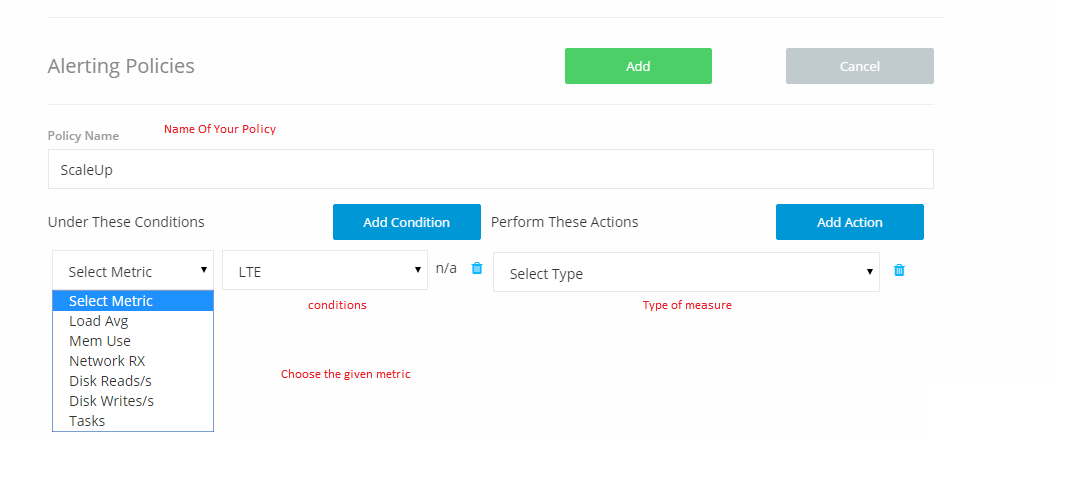 Alerting Policies
Add
Cancel
Policy Name
Name Of Your Policy
ScaleUp
Under These Conditions
Add Condition
Perform These Actions
Add Action
Select Metric
LTE
n/a
Select Type
Select Metric
conditions
Type of measure
Load Avg
Mem Use
Network RX
Choose the given metric
Disk Reads/s
Disk Writes/s
Tasks